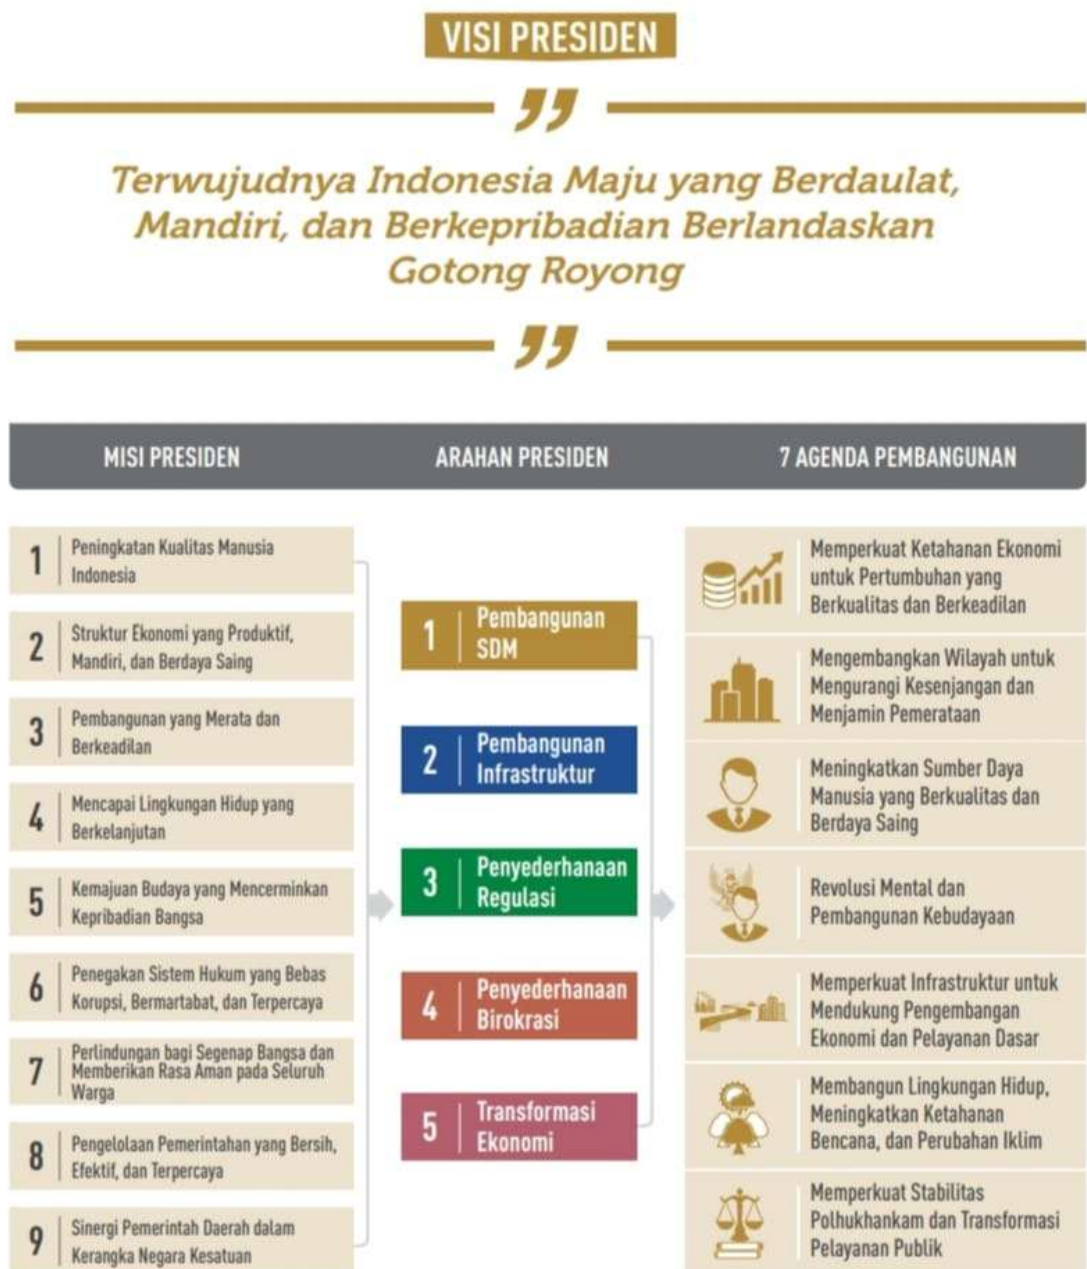 VISI PRESIDEN
”
Terwujudnya Indonesia Maju yang Berdaulat,
Mandiri, dan Berkepribadian Berlandaskan
Gotong Royong
”
MISI PRESIDEN
1
Peningkatan Kualitas Manusia
Indonesia
2
Struktur Ekonomi yang Produktif,
Mandiri, dan Berdaya Saing
3
Pembangunan yang Merata dan
Berkeadilan
4
Mencapai Lingkungan Hidup yang
Berkelanjutan
5
Kemajuan Budaya yang Mencerminkan
Kepribadian Bangsa
6
Penegakan Sistem Hukum yang Bebas
Korupsi, Bermartabat, dan Terpercaya
7
Perlindungan bagi Segenap Bangsa dan
Memberikan Rasa Aman pada Seluruh
Warga
8
Pengelolaan Pemerintahan yang Bersih,
Efektif, dan Terpercaya
9
Sinergi Pemerintah Daerah dalam
Kerangka Negara Kesatuan
ARAHAN PRESIDEN
1
Pembangunan
SDM
2
Pembangunan
Infrastruktur
3
Penyederhanaan
Regulasi
4
Penyederhanaan
Birokrasi
5
Transformasi
Ekonomi
7 AGENDA PEMBANGUNAN
Memperkuat Ketahanan Ekonomi
untuk Pertumbuhan yang
Berkualitas dan Berkeadilan
Mengembangkan Wilayah untuk
Mengurangi Kesenjangan dan
Menjamin Pemerataan
Meningkatkan Sumber Daya
Manusia yang Berkualitas dan
Berdaya Saing
Revolusi Mental dan
Pembangunan Kebudayaan
Memperkuat Infrastruktur untuk
Mendukung Pengembangan
Ekonomi dan Pelayanan Dasar
Membangun Lingkungan Hidup,
Meningkatkan Ketahanan
Bencana, dan Perubahan Iklim
Memperkuat Stabilitas
Polhukhankam dan Transformasi
Pelayanan Publik